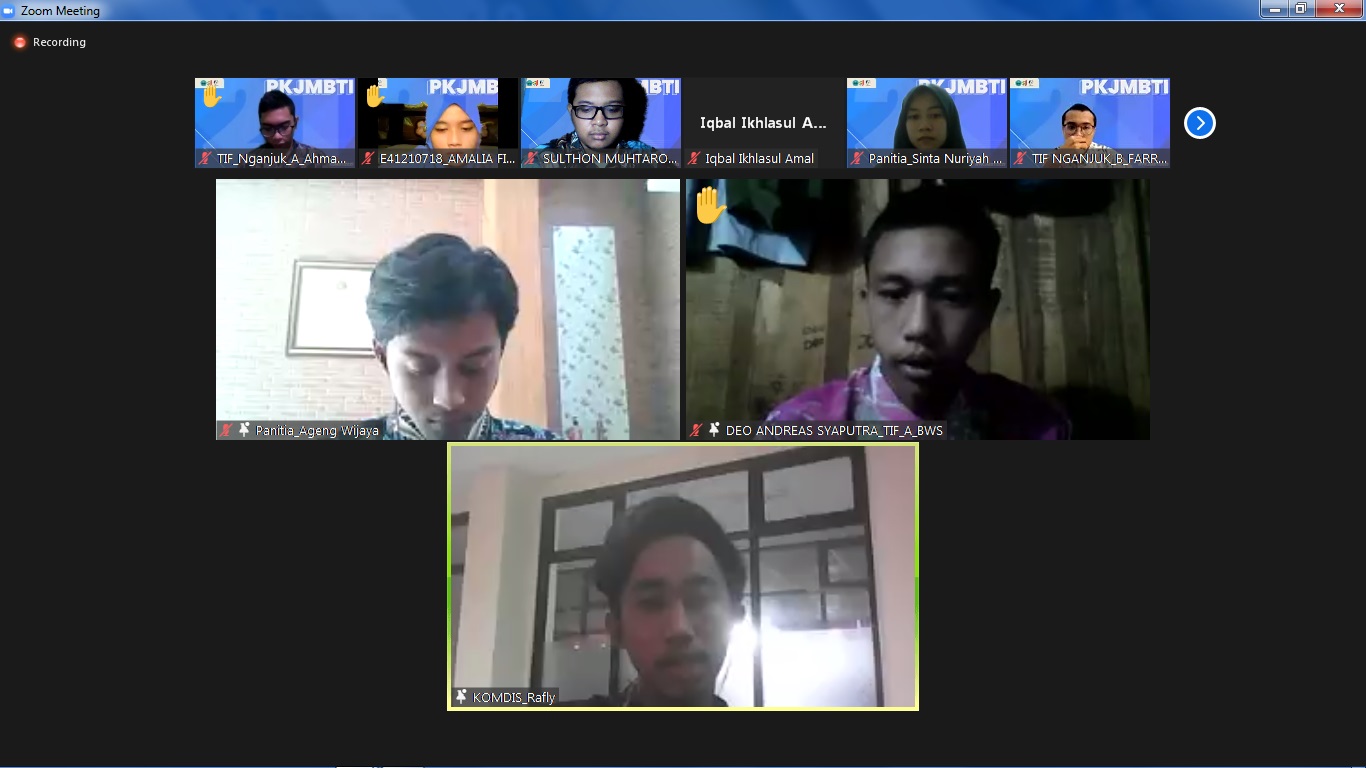 Zoom Meeting
Recording
PKJMBTI
PKJMB
PKJMBTI
PKJMBTI
TIF_Nganjuk_A_Ahma...
E41210718_AMALIA FI...
SULTHON MUHTARO...
Iqbal Ikhlasul A...
Iqbal Ikhlasul Amal
Panitia_Sinta Nuriyah ...
TIF NGANJUK_B_FARR...
Panitia_Ageng Wijaya
DEO ANDREAS SYAPUTRA_TIF_A_BWS
KOMDIS_Rafly